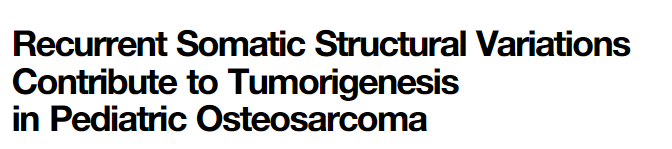 Recurrent Somatic Structural Variations
Contribute to Tumorigenesis
in Pediatric Osteosarcoma